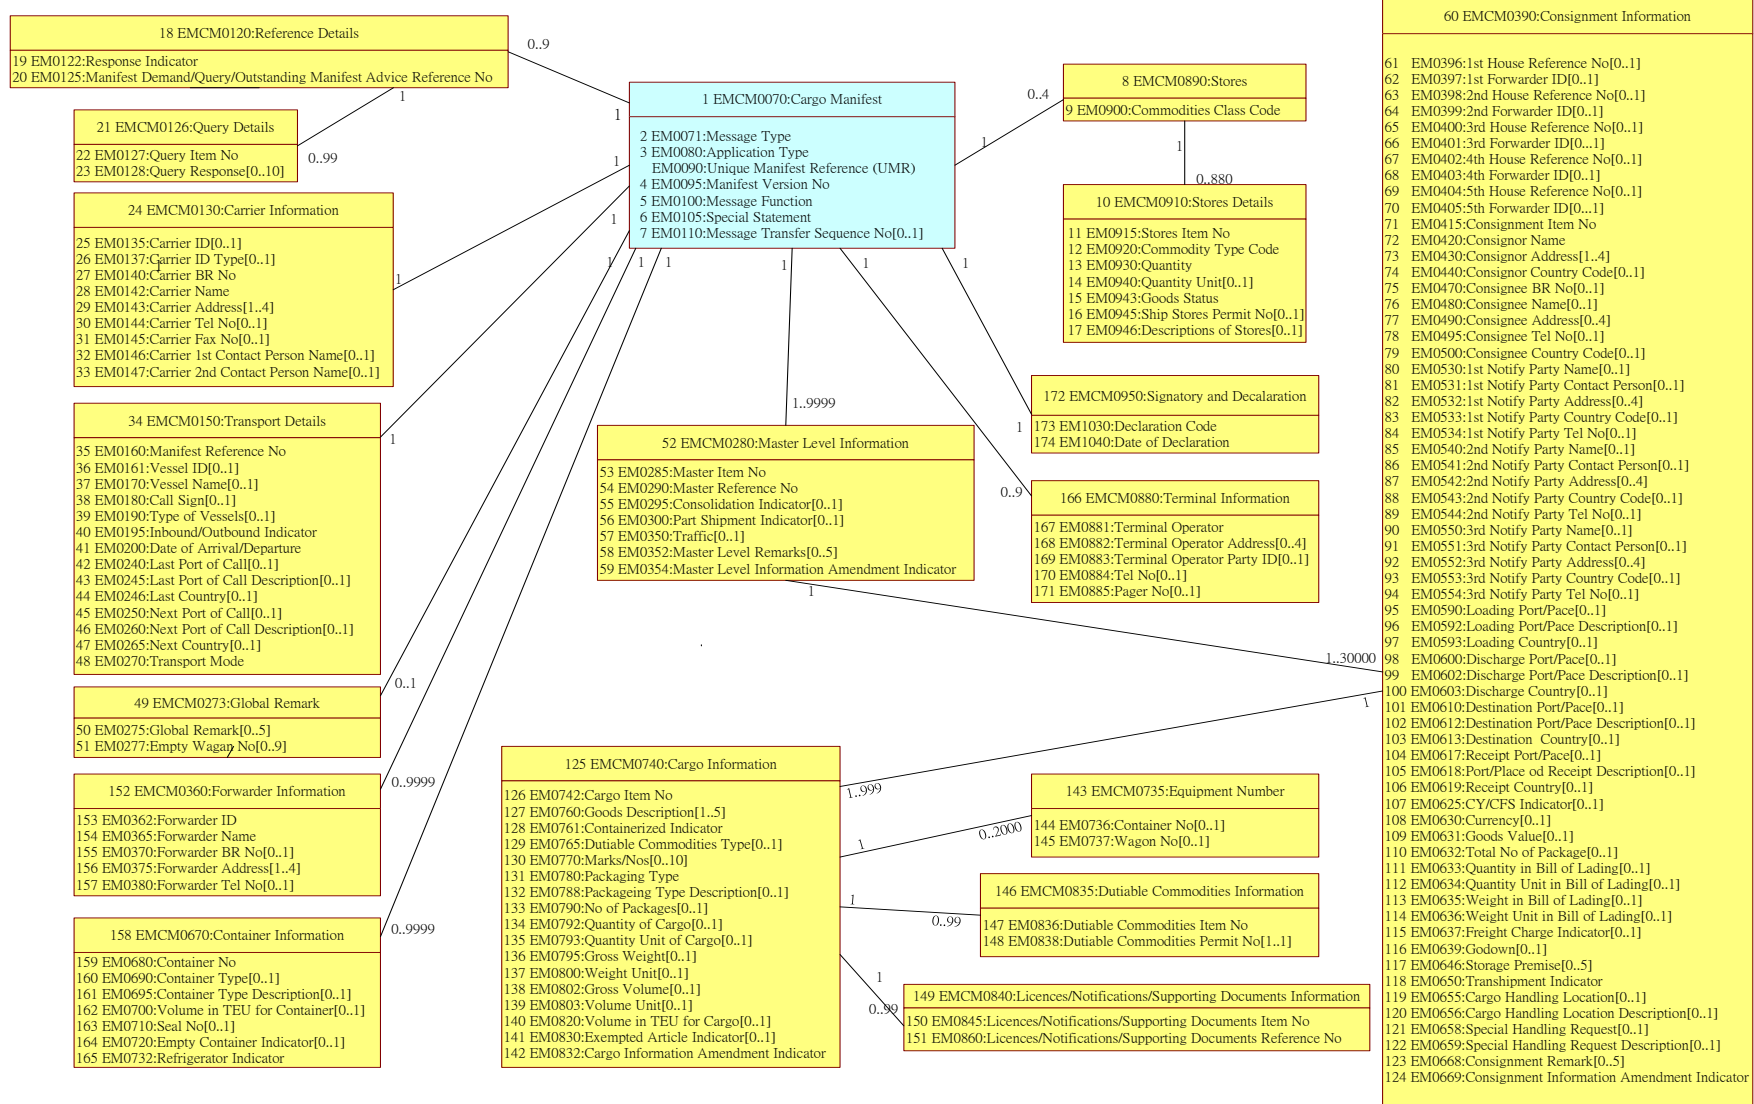 18 EMCM0120:Reference Details
19 EM0122:Response Indicator
20 EM0125:Manifest Demand/Query/Outstanding Manifest Advice Reference No
0..9
1
1
21 EMCM0126:Query Details
22 EM0127:Query Item No
23 EM0128:Query Response[0..10]
0..99
24 EMCM0130:Carrier Information
25 EM0135:Carrier ID[0..1]
26 EM0137:Carrier ID Type[0..1]
27 EM0140:Carrier BR No
28 EM0142:Carrier Name
29 EM0143:Carrier Address[1..4]
30 EM0144:Carrier Tel No[0..1]
31 EM0145:Carrier Fax No[0..1]
32 EM0146:Carrier 1st Contact Person Name[0..1]
33 EM0147:Carrier 2nd Contact Person Name[0..1]
1
1
1
34 EMCM0150:Transport Details
35 EM0160:Manifest Reference No
36 EM0161:Vessel ID[0..1]
37 EM0170:Vessel Name[0..1]
38 EM0180:Call Sign[0..1]
39 EM0190:Type of Vessels[0..1]
40 EM0195:Inbound/Outbound Indicator
41 EM0200:Date of Arrival/Departure
42 EM0240:Last Port of Call[0..1]
43 EM0245:Last Port of Call Description[0..1]
44 EM0246:Last Country[0..1]
45 EM0250:Next Port of Call[0..1]
46 EM0260:Next Port of Call Description[0..1]
47 EM0265:Next Country[0..1]
48 EM0270:Transport Mode
1
1
49 EMCM0273:Global Remark
50 EM0275:Global Remark[0..5]
51 EM0277:Empty Wagan No[0..9]
0..1
1
152 EMCM0360:Forwarder Information
153 EM0362:Forwarder ID
154 EM0365:Forwarder Name
155 EM0370:Forwarder BR No[0..1]
156 EM0375:Forwarder Address[1..4]
157 EM0380:Forwarder Tel No[0..1]
0..9999
1
158 EMCM0670:Container Information
159 EM0680:Container No
160 EM0690:Container Type[0..1]
161 EM0695:Container Type Description[0..1]
162 EM0700:Volume in TEU for Container[0..1]
163 EM0710:Seal No[0..1]
164 EM0720:Empty Container Indicator[0..1]
165 EM0732:Refrigerator Indicator
0..9999
1
1 EMCM0070:Cargo Manifest
2 EM0071:Message Type
3 EM0080:Application Type
EM0090:Unique Manifest Reference (UMR)
4 EM0095:Manifest Version No
5 EM0100:Message Function
6 EM0105:Special Statement
7 EM0110:Message Transfer Sequence No[0..1]
1
1
1
1
0..4
8 EMCM0890:Stores
9 EM0900:Commodities Class Code
1
0..880
10 EMCM0910:Stores Details
11 EM0915:Stores Item No
12 EM0920:Commodity Type Code
13 EM0930:Quantity
14 EM0940:Quantity Unit[0..1]
15 EM0943:Goods Status
16 EM0945:Ship Stores Permit No[0..1]
17 EM0946:Descriptions of Stores[0..1]
1..9999
52 EMCM0280:Master Level Information
53 EM0285:Master Item No
54 EM0290:Master Reference No
55 EM0295:Consolidation Indicator[0..1]
56 EM0300:Part Shipment Indicator[0..1]
57 EM0350:Traffic[0..1]
58 EM0352:Master Level Remarks[0..5]
59 EM0354:Master Level Information Amendment Indicator
1
1..30000
1
172 EMCM0950:Signatory and Decalaration
173 EM1030:Declaration Code
174 EM1040:Date of Declaration
0..9
166 EMCM0880:Terminal Information
167 EM0881:Terminal Operator
168 EM0882:Terminal Operator Address[0..4]
169 EM0883:Terminal Operator Party ID[0..1]
170 EM0884:Tel No[0..1]
171 EM0885:Pager No[0..1]
125 EMCM0740:Cargo Information
126 EM0742:Cargo Item No
127 EM0760:Goods Description[1..5]
128 EM0761:Containerized Indicator
129 EM0765:Dutiable Commodities Type[0..1]
130 EM0770:Marks/Nos[0..10]
131 EM0780:Packaging Type
132 EM0788:Packageing Type Description[0..1]
133 EM0790:No of Packages[0..1]
134 EM0792:Quantity of Cargo[0..1]
135 EM0793:Quantity Unit of Cargo[0..1]
136 EM0795:Gross Weight[0..1]
137 EM0800:Weight Unit[0..1]
138 EM0802:Gross Volume[0..1]
139 EM0803:Volume Unit[0..1]
140 EM0820:Volume in TEU for Cargo[0..1]
141 EM0830:Exempted Article Indicator[0..1]
142 EM0832:Cargo Information Amendment Indicator
1..999
1
1
0..2000
143 EMCM0735:Equipment Number
144 EM0736:Container No[0..1]
145 EM0737:Wagon No[0..1]
1
0..99
146 EMCM0835:Dutiable Commodities Information
147 EM0836:Dutiable Commodities Item No
148 EM0838:Dutiable Commodities Permit No[1..1]
1
0..99
149 EMCM0840:Licences/Notifications/Supporting Documents Information
150 EM0845:Licences/Notifications/Supporting Documents Item No
151 EM0860:Licences/Notifications/Supporting Documents Reference No
60 EMCM0390:Consignment Information
61 EM0396:1st House Reference No[0..1]
62 EM0397:1st Forwarder ID[0..1]
63 EM0398:2nd House Reference No[0..1]
64 EM0399:2nd Forwarder ID[0..1]
65 EM0400:3rd House Reference No[0..1]
66 EM0401:3rd Forwarder ID[0...1]
67 EM0402:4th House Reference No[0..1]
68 EM0403:4th Forwarder ID[0..1]
69 EM0404:5th House Reference No[0..1]
70 EM0405:5th Forwarder ID[0...1]
71 EM0415:Consignment Item No
72 EM0420:Consignor Name
73 EM0430:Consignor Address[1..4]
74 EM0440:Consignor Country Code[0..1]
75 EM0470:Consignee BR No[0..1]
76 EM0480:Consignee Name[0..1]
77 EM0490:Consignee Address[0..4]
78 EM0495:Consignee Tel No[0..1]
79 EM0500:Consignee Country Code[0..1]
80 EM0530:1st Notify Party Name[0..1]
81 EM0531:1st Notify Party Contact Person[0..1]
82 EM0532:1st Notify Party Address[0..4]
83 EM0533:1st Notify Party Country Code[0..1]
84 EM0534:1st Notify Party Tel No[0..1]
85 EM0540:2nd Notify Party Name[0..1]
86 EM0541:2nd Notify Party Contact Person[0..1]
87 EM0542:2nd Notify Party Address[0..4]
88 EM0543:2nd Notify Party Country Code[0..1]
89 EM0544:2nd Notify Party Tel No[0..1]
90 EM0550:3rd Notify Party Name[0..1]
91 EM0551:3rd Notify Party Contact Person[0..1]
92 EM0552:3rd Notify Party Address[0..4]
93 EM0553:3rd Notify Party Country Code[0..1]
94 EM0554:3rd Notify Party Tel No[0..1]
95 EM0590:Loading Port/Pace[0..1]
96 EM0592:Loading Port/Pace Description[0..1]
97 EM0593:Loading Country[0..1]
98 EM0600:Discharge Port/Pace[0..1]
99 EM0602:Discharge Port/Pace Description[0..1]
100 EM0603:Discharge Country[0..1]
101 EM0610:Destination Port/Pace[0..1]
102 EM0612:Destination Port/Pace Description[0..1]
103 EM0613:Destination Country[0..1]
104 EM0617:Receipt Port/Pace[0..1]
105 EM0618:Port/Place od Receipt Description[0..1]
106 EM0619:Receipt Country[0..1]
107 EM0625:CY/CFS Indicator[0..1]
108 EM0630:Currency[0..1]
109 EM0631:Goods Value[0..1]
110 EM0632:Total No of Package[0..1]
111 EM0633:Quantity in Bill of Lading[0..1]
112 EM0634:Quantity Unit in Bill of Lading[0..1]
113 EM0635:Weight in Bill of Lading[0..1]
114 EM0636:Weight Unit in Bill of Lading[0..1]
115 EM0637:Freight Charge Indicator[0..1]
116 EM0639:Godown[0..1]
117 EM0646:Storage Premise[0..5]
118 EM0650:Transhipment Indicator
119 EM0655:Cargo Handling Location[0..1]
120 EM0656:Cargo Handling Location Description[0..1]
121 EM0658:Special Handling Request[0..1]
122 EM0659:Special Handling Request Description[0..1]
123 EM0668:Consignment Remark[0..5]
124 EM0669:Consignment Information Amendment Indicator